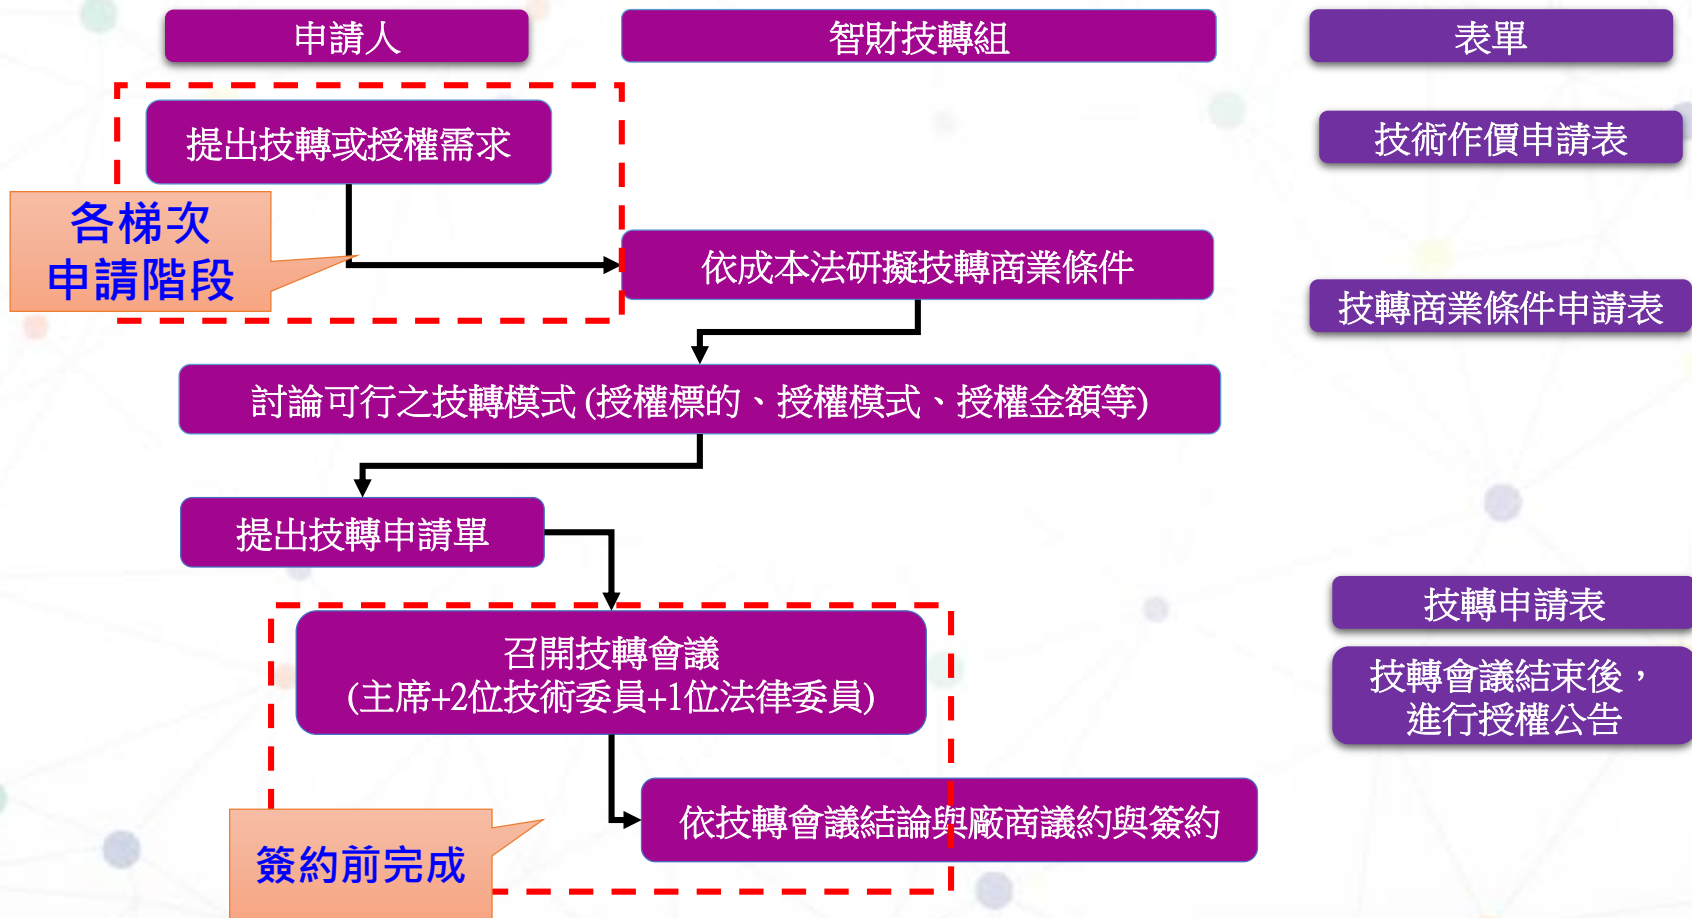 申請人
智財技轉組
表單
提出技轉或授權需求
技術作價申請表
各梯次
申請階段
依成本法研擬技轉商業條件
技轉商業條件申請表
討論可行之技轉模式(授權標的、授權模式、授權金額等)
提出技轉申請單
技轉申請表
召開技轉會議
(主席+2位技術委員+1位法律委員)
技轉會議結束後，
進行授權公告
依技轉會議結論與廠商議約與簽約
簽約前完成